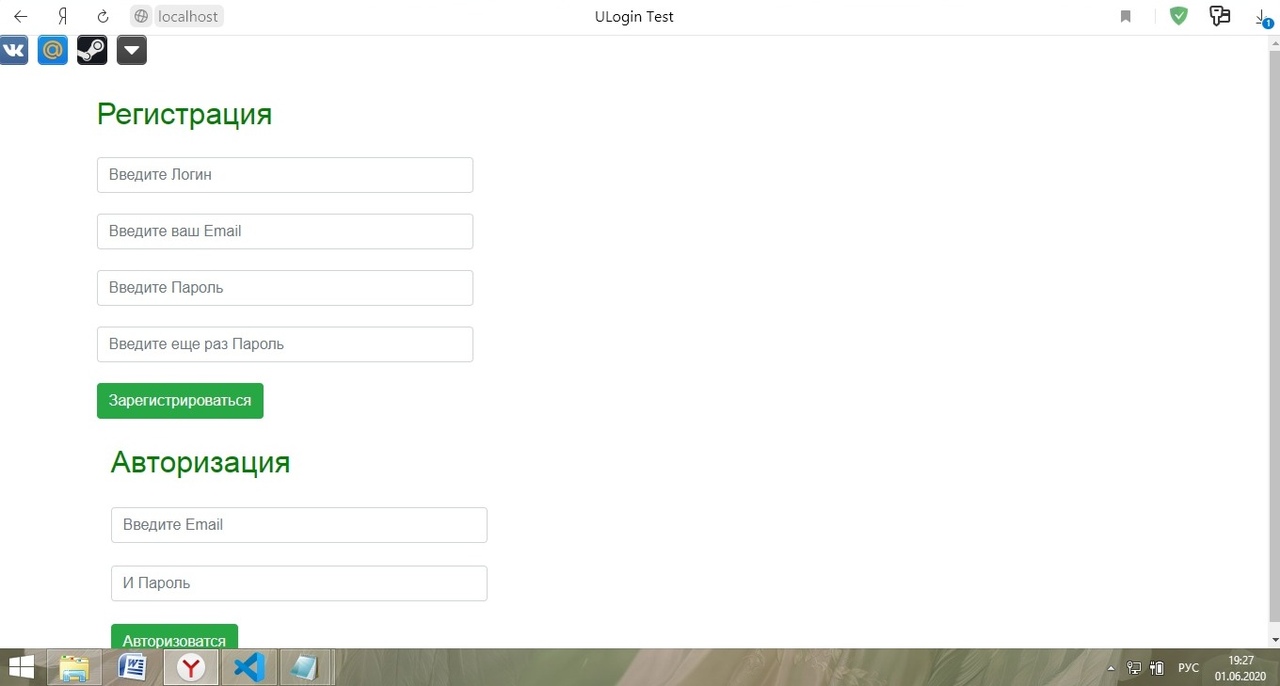 localhost
ULogin Test
1
Регистрация
Введите Логин
Введите ваш Email
Введите Пароль
Введите еще раз Пароль
Зарегистрироваться
Авторизация
Введите Email
И Пароль
Авторизоватся
РУС
19:27
01.06.2020